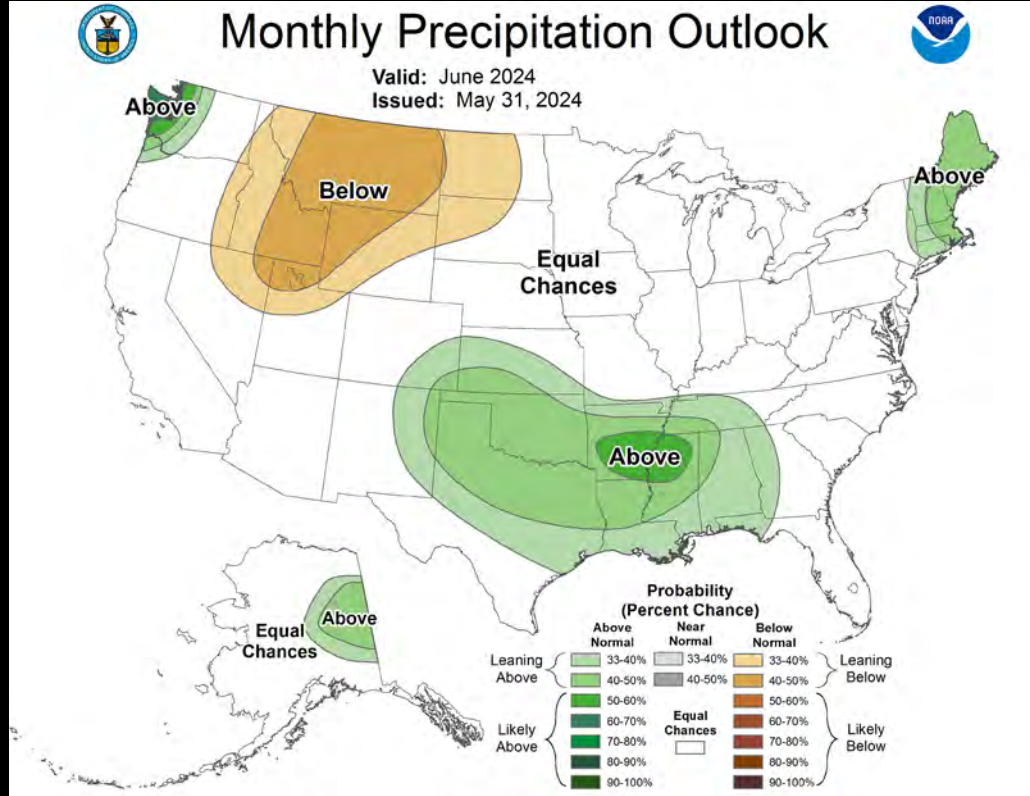 Monthly Precipitation Outlook
NOAA
Valid: June 2024
Issued: May 31, 2024
Above
Below
Above
Equal
Chances
Above
Above
Equal
Chances
Probability
(Percent Chance)
Above
Normal
Near
Normal
Below
Normal
Leaning
Above
33-40%
40-50%
33-40%
40-50%
33-40%
40-50%
Leaning
Below
Likely
Above
50-60%
60-70%
70-80%
80-90%
90-100%
Equal
Chances
50-60%
60-70%
70-80%
80-90%
90-100%
Likely
Below